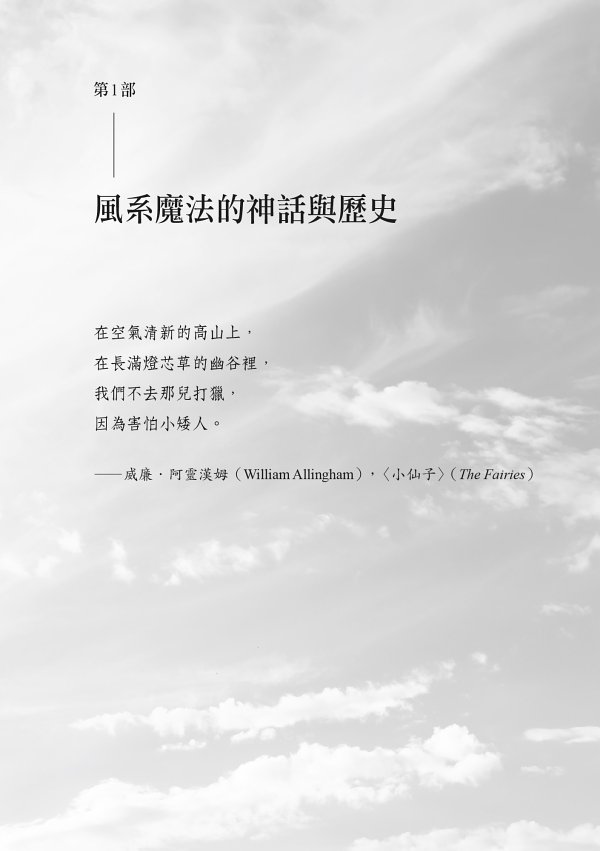 第1部
風系魔法的神話與歷史
在空氣清新的高山上，
在長滿燈芯草的幽谷裡，
我們不去那兒打獵，
因為害怕小矮人。
——威廉．阿靈漢姆（William Allingham），〈小仙子〉（The Fairies）